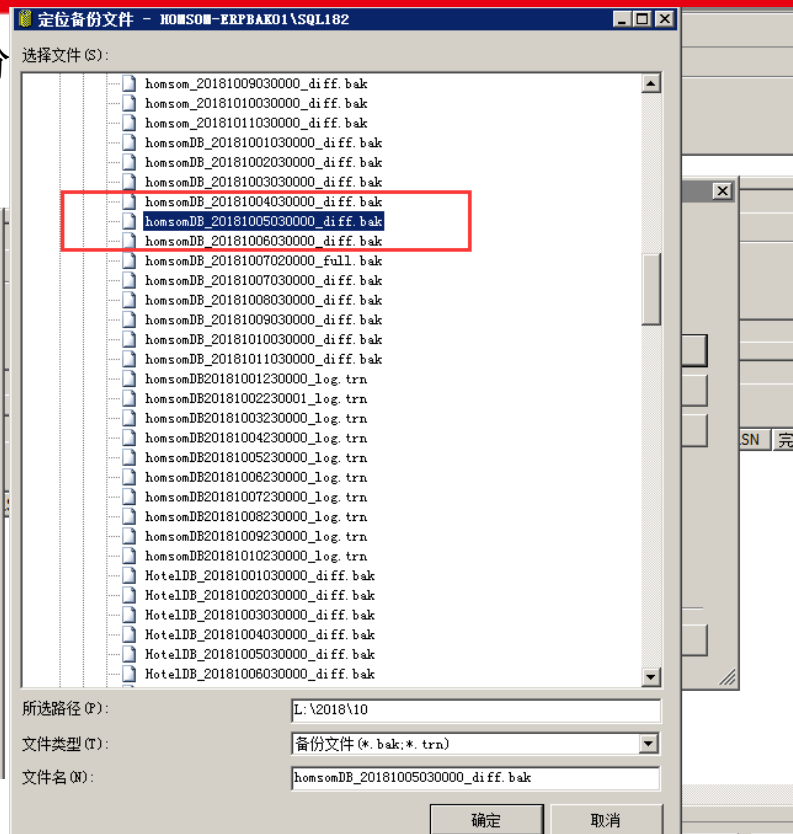 定位备份文件 - HOMSOM-ERPBAK01\SQL182
选择文件(S):
homsom_20181009030000_diff.bak
homsom_20181010030000_diff.bak
homsom_20181011030000_diff.bak
homsomDB_20181001030000_diff.bak
homsomDB_20181002030000_diff.bak
homsomDB_20181003030000_diff.bak
homsomDB_20181004030000_diff.bak
homsomDB_20181005030000_diff.bak
homsomDB_20181006030000_diff.bak
homsomDB_20181007020000_full.bak
homsomDB_20181007030000_diff.bak
homsomDB_20181008030000_diff.bak
homsomDB_20181009030000_diff.bak
homsomDB_20181010030000_diff.bak
homsomDB_20181011030000_diff.bak
homsomDB20181001230000_log.trn
homsomDB20181002230001_log.trn
homsomDB20181003230000_log.trn
homsomDB20181004230000_log.trn
homsomDB20181005230000_log.trn
homsomDB20181006230000_log.trn
homsomDB20181007230000_log.trn
homsomDB20181008230000_log.trn
homsomDB20181009230000_log.trn
homsomDB20181010230000_log.trn
HotelDB_20181001030000_diff.bak
HotelDB_20181002030000_diff.bak
HotelDB_20181003030000_diff.bak
HotelDB_20181004030000_diff.bak
HotelDB_20181005030000_diff.bak
HotelDB_20181006030000_diff.bak
所选路径(P):
L:\2018\10
文件类型(T):
备份文件(*.bak;*.trn)
文件名(N):
homsomDB_20181005030000_diff.bak
确定
取消
SN
完